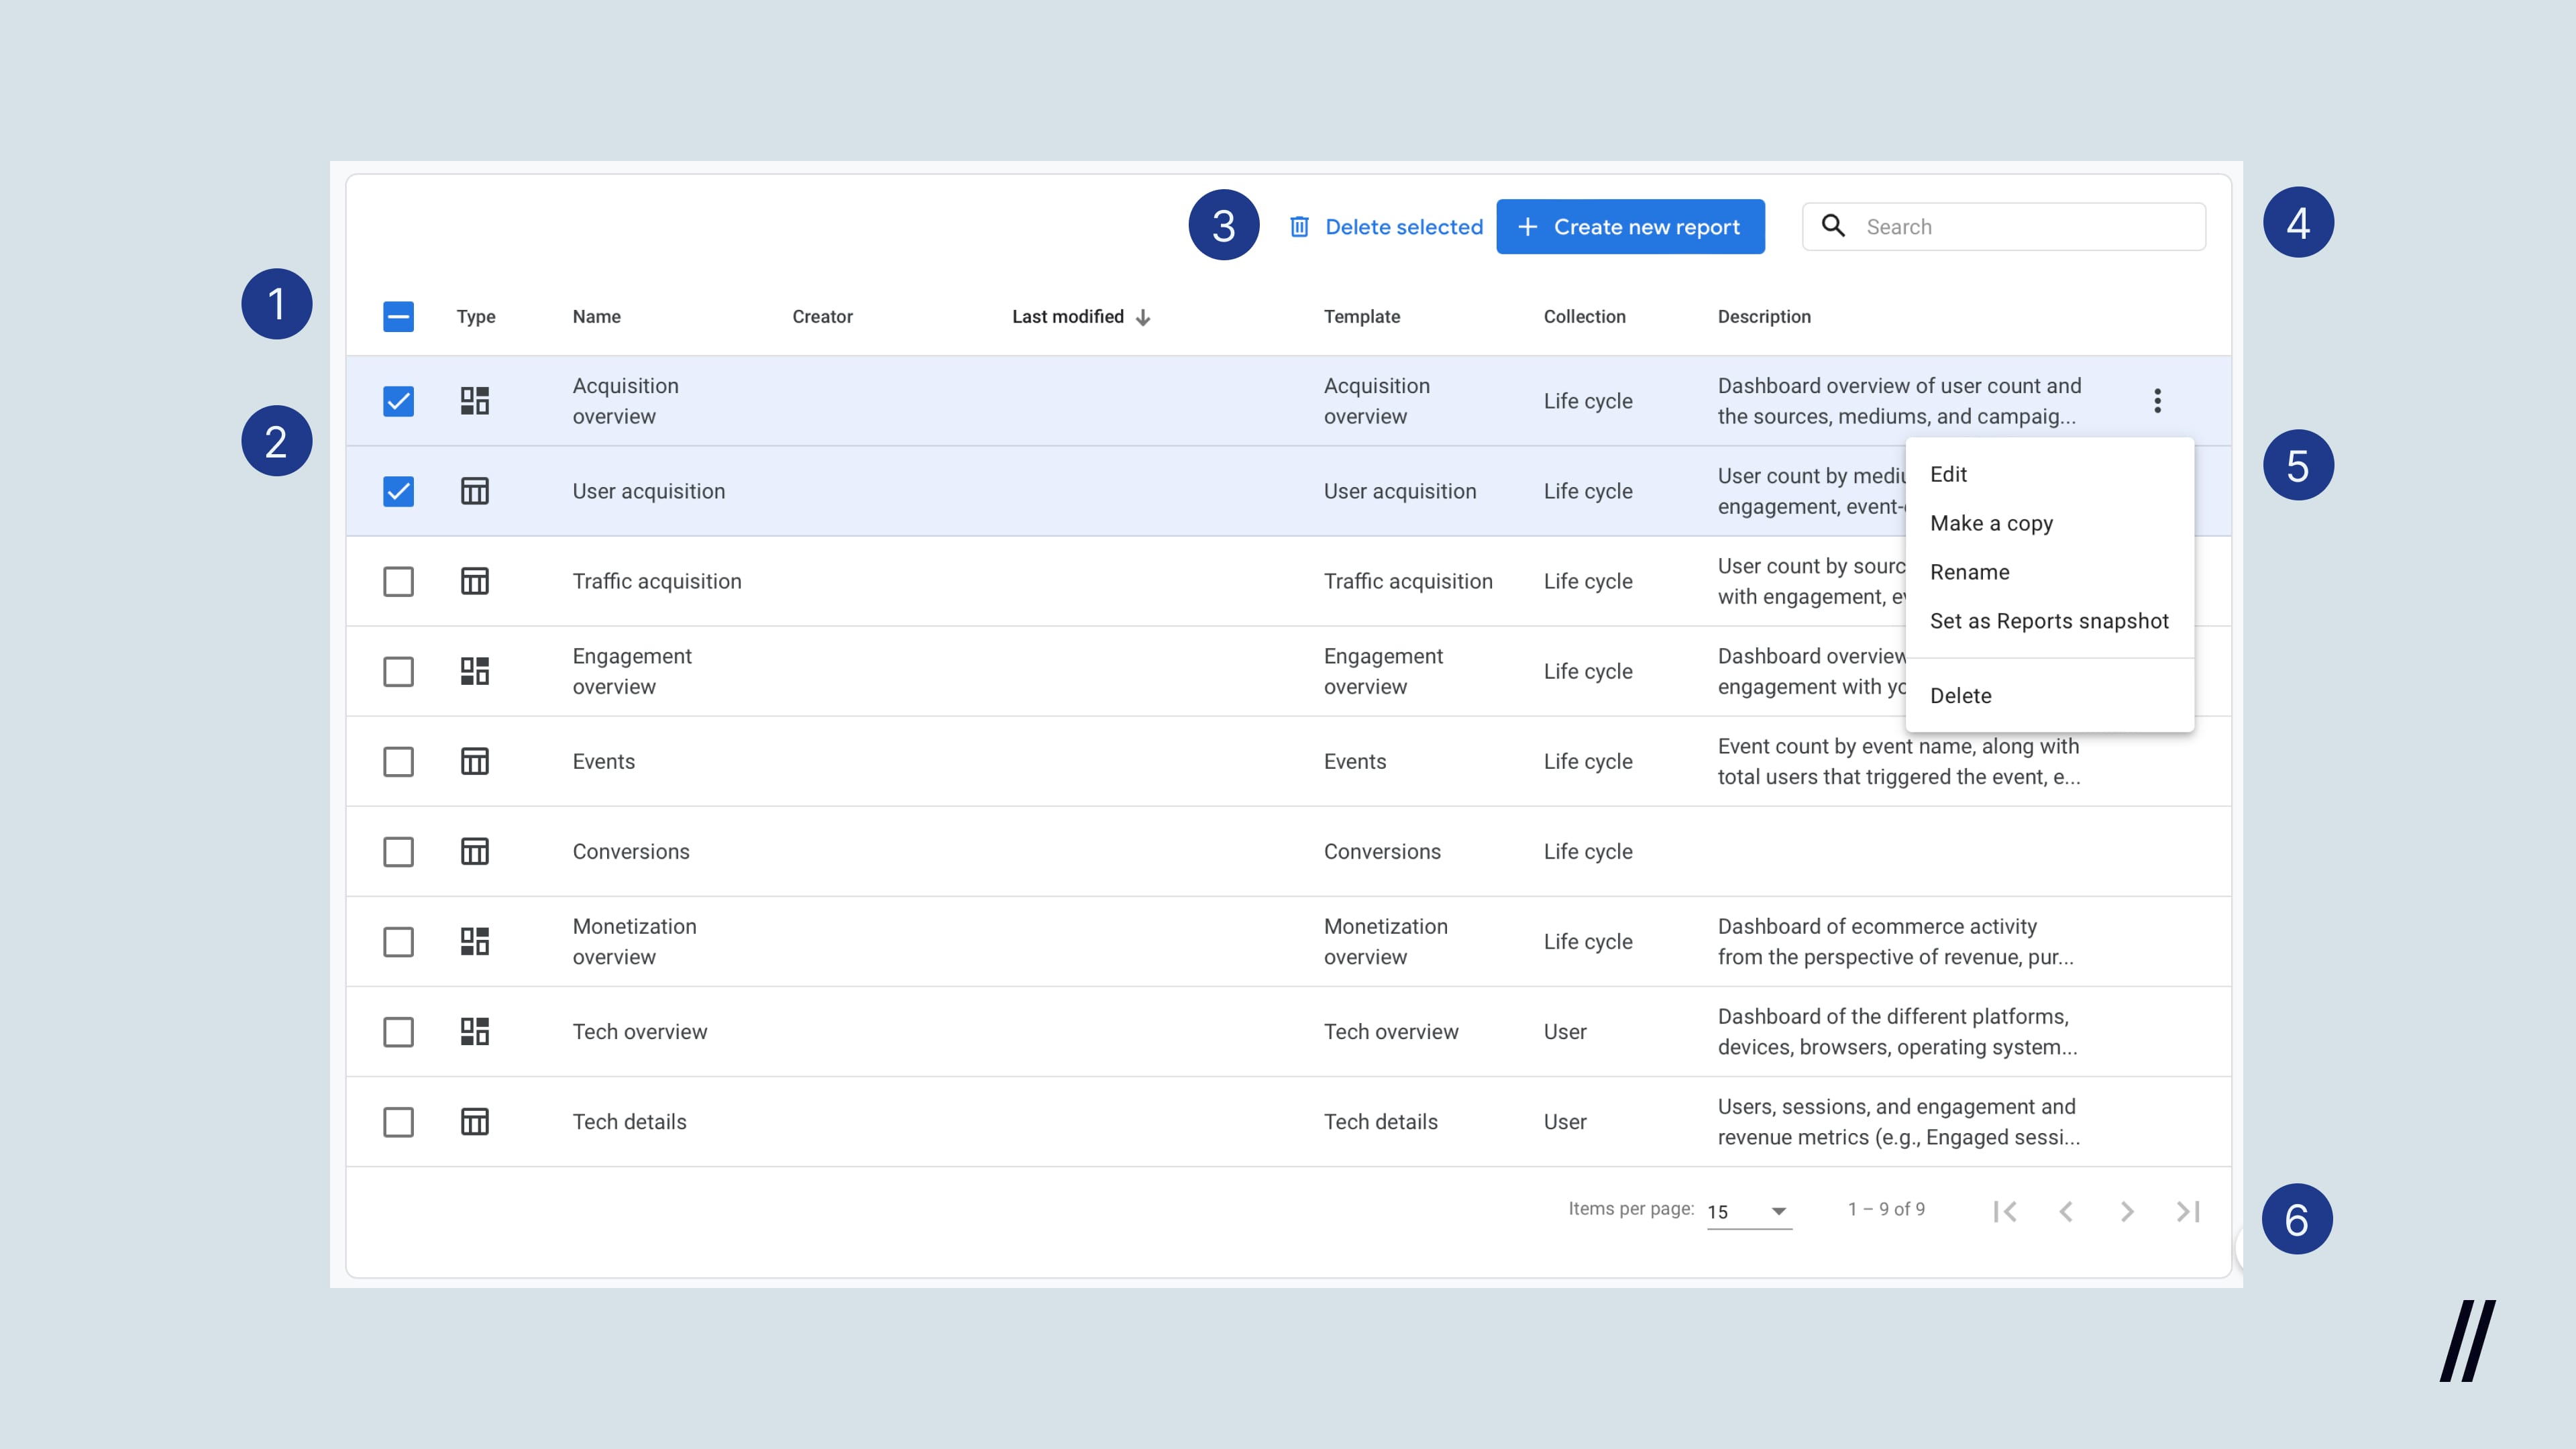 3
Delete selected
Create new report
Search
4
1
Type Name Creator Last modified Template Collection Description
2
Acquisition
overview
Acquisition
overview
Life cycle
Dashboard overview of user count and
the sources, mediums, and campaig...
5
User acquisition
User acquisition
Life cycle
User count by mediu
engagement, event-
Edit
Make a copy
Rename
Set as Reports snapshot
Delete
Traffic acquisition
Traffic acquisition
Life cycle
User count by sourc
with engagement, e
Engagement
overview
Engagement
overview
Life cycle
Dashboard overview
engagement with yo
Events
Events
Life cycle
Event count by event name, along with
total users that triggered the event, e...
Conversions
Conversions
Life cycle
Monetization
overview
Monetization
overview
Life cycle
Dashboard of ecommerce activity
from the perspective of revenue, pur...
Tech overview
Tech overview
User
Dashboard of the different platforms,
devices, browsers, operating system...
Tech details
Tech details
User
Users, sessions, and engagement and
revenue metrics (e.g., Engaged sessi...
Items per page: 15 1 – 9 of 9
6